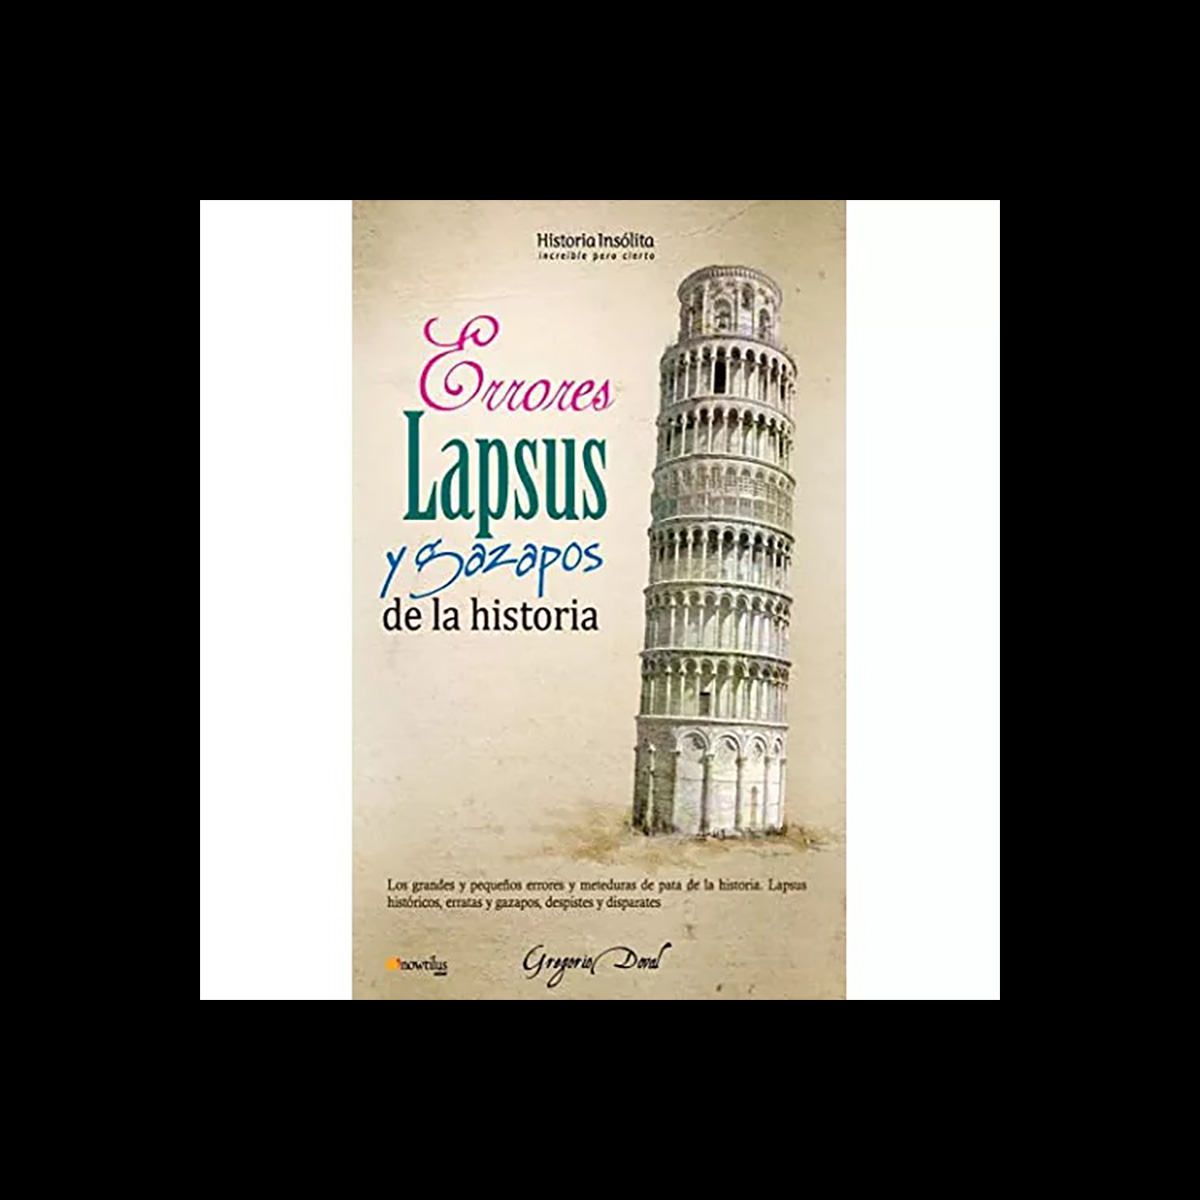 Historia Insólita
increíble pero cierto
Errores
Lapsus
y gazapos
de la historia
Los grandes y pequeños errores y meteduras de pata de la historia. Lapsus
históricos, erratas y gazapos, despistes y disparates
nowtilus
Gregorio Doval